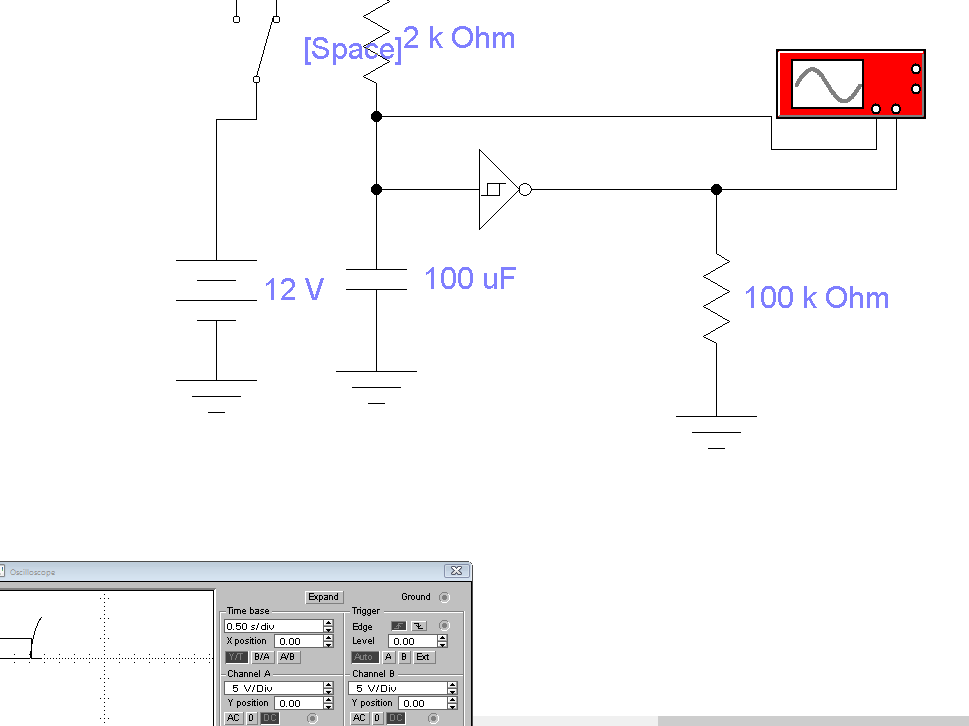 2 k Ohm
[Space]
12 V
100 uF
100 k Ohm
Oscilloscope
Expand
Ground
Time base
Trigger
0.50 s/div
Edge
X position 0.00
Level 0.00
Y/T B/A A/B
Auto A B Ext
Channel A
Channel B
5 V/Div
5 V/Div
Y position 0.00
Y position 0.00
AC 0 DC
AC 0 DC